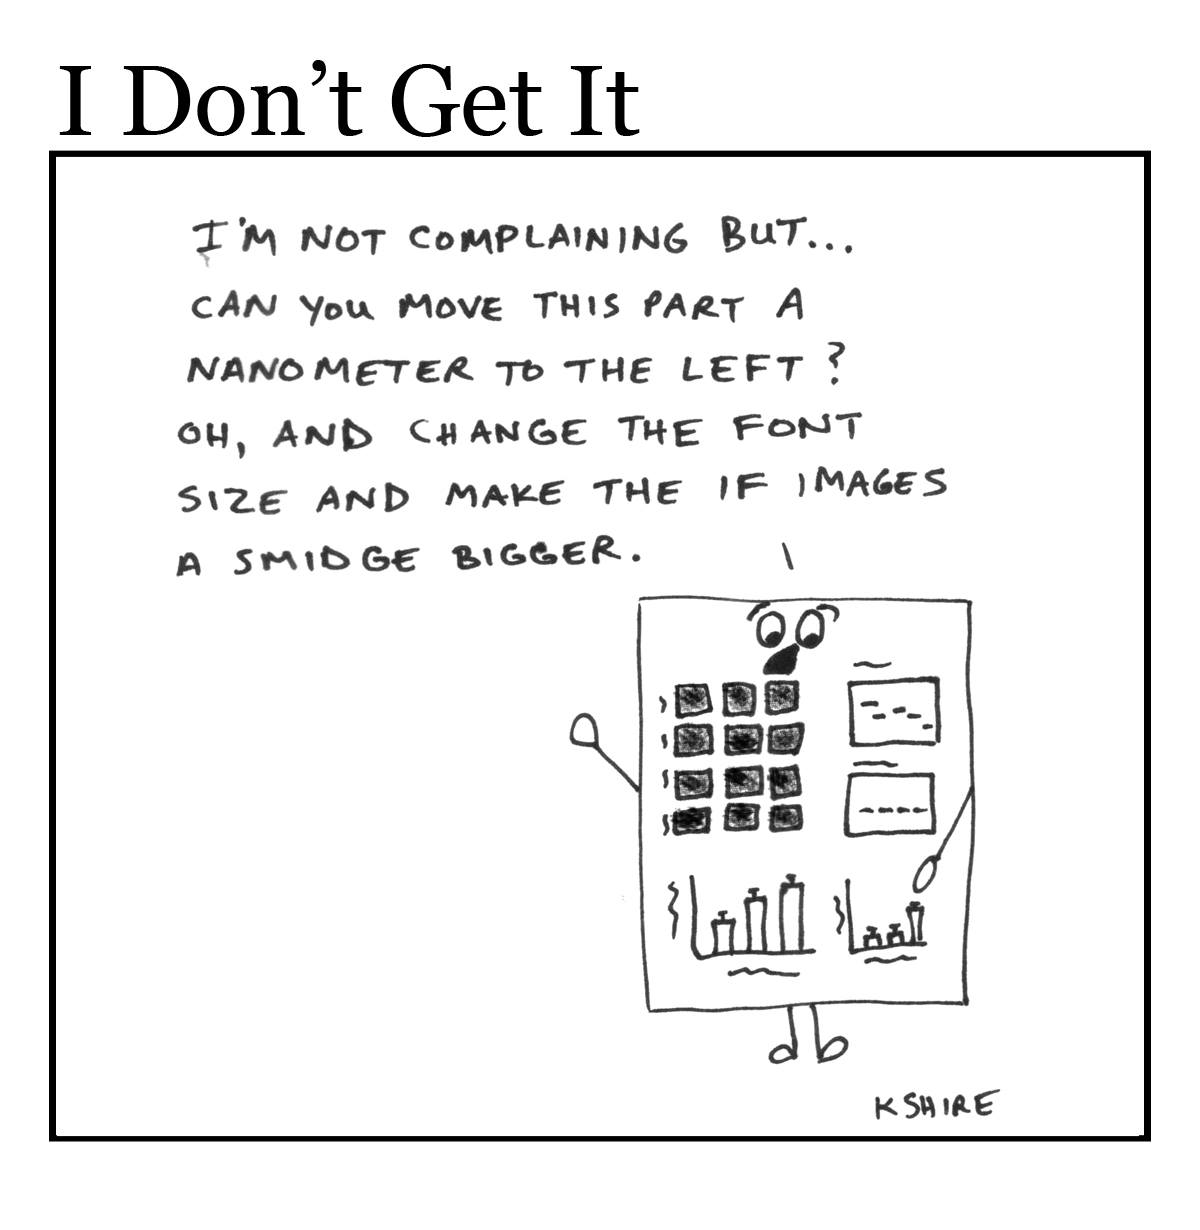 I Don’t Get It
I'M NOT COMPLAINING BUT...
CAN YOU MOVE THIS PART A
NANOMETER TO THE LEFT?
OH, AND CHANGE THE FONT
SIZE AND MAKE THE IF IMAGES
A SMIDGE BIGGER.
KSHIRE